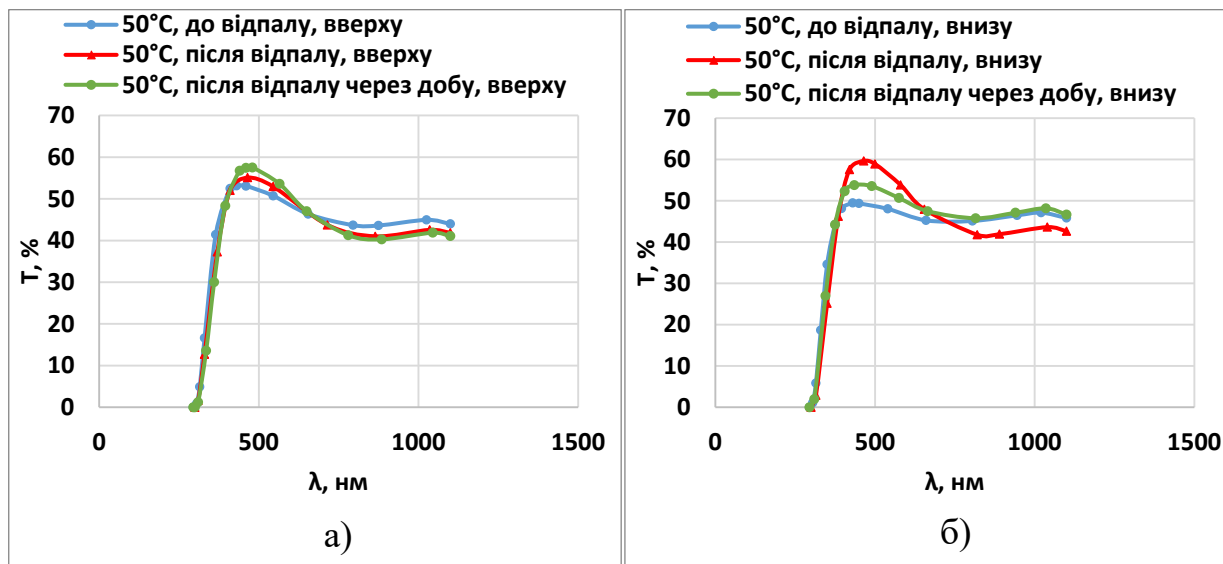 50°C, до відпалу, вверху
50°C, після відпалу, вверху
50°C, після відпалу через добу, вверху
70
60
50
40
30
20
10
0
T, %
0 500 1000 1500
λ, нм
а)
50°C, до відпалу, внизу
50°C, після відпалу, внизу
50°C, після відпалу через добу, внизу
70
60
50
40
30
20
10
0
T, %
0 500 1000 1500
λ, нм
б)